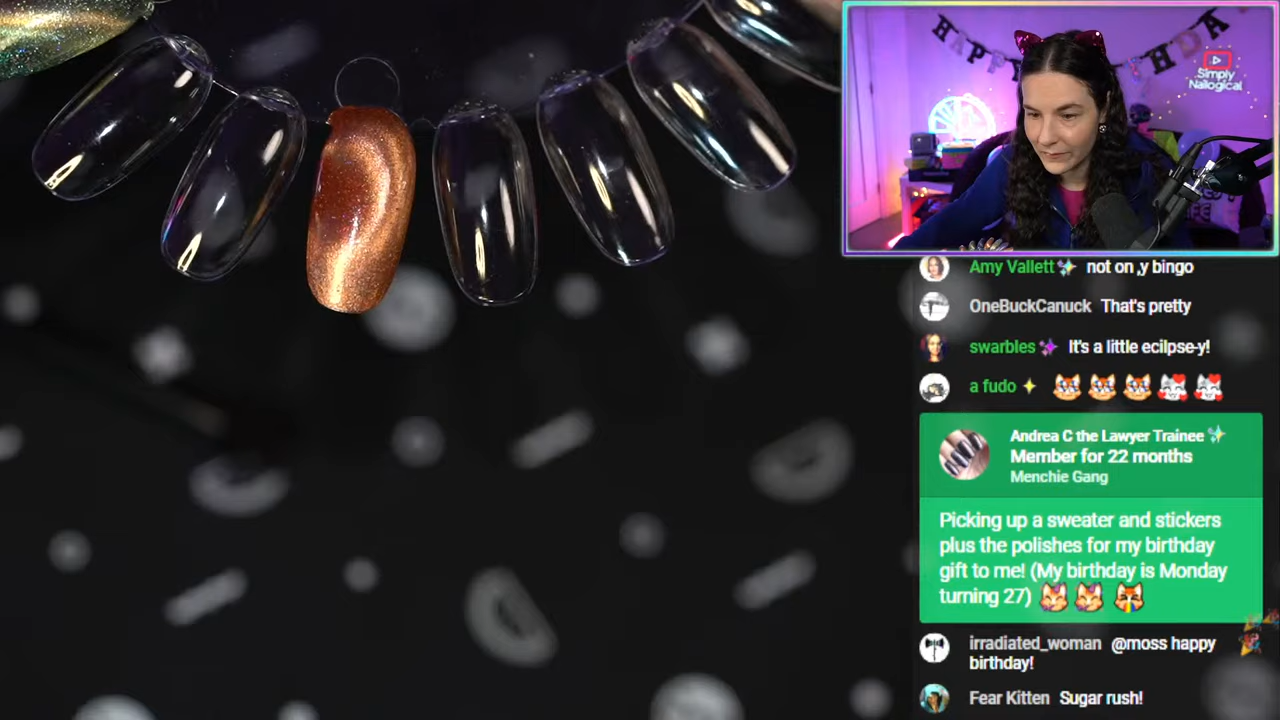 HAPP HDA
Simply
Nailogical
Amy Vallett not on ,y bingo
OneBuckCanuck That's pretty
swarbles It's a little ecilpse-y!
a fudo
Andrea C the Lawyer Trainee
Member for 22 months
Menchie Gang
Picking up a sweater and stickers
plus the polishes for my birthday
gift to me! (My birthday is Monday
turning 27)
irradiated_woman @moss happy
birthday!
Fear Kitten Sugar rush!